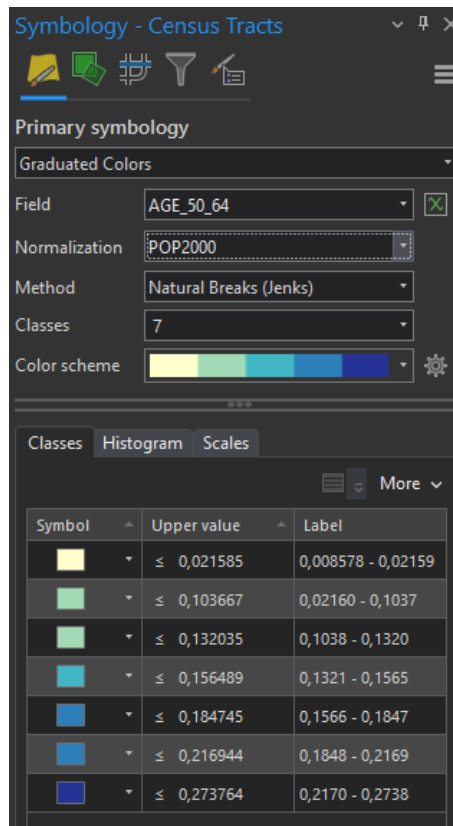 Symbology - Census Tracts
Primary symbology
Graduated Colors
Field AGE_50_64
Normalization POP2000
Method Natural Breaks (Jenks)
Classes 7
Color scheme
Classes Histogram Scales
More
Symbol Upper value Label
≤ 0,021585 0,008578 - 0,02159
≤ 0,103667 0,02160 - 0,1037
≤ 0,132035 0,1038 - 0,1320
≤ 0,156489 0,1321 - 0,1565
≤ 0,184745 0,1566 - 0,1847
≤ 0,216944 0,1848 - 0,2169
≤ 0,273764 0,2170 - 0,2738